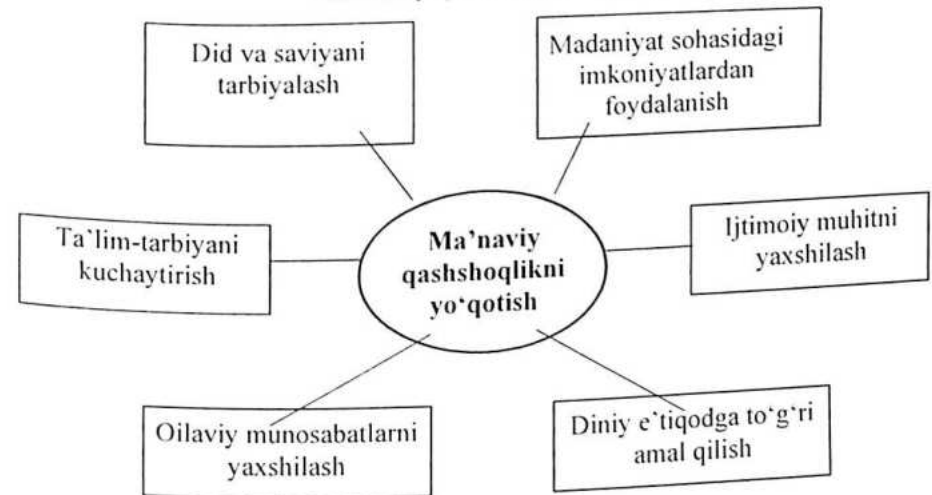 Did va saviyani
tarbiyalash
Madaniyat sohasidagi
imkoniyatlardan
foydalanish
Ta`lim-tarbiyani
kuchaytirish
Ma’naviy
qashshoqlikni
yo‘qotish
Ijtimoiy muhitni
yaxshilash
Oilaviy munosabatlarni
yaxshilash
Diniy e`tiqodga to‘g‘ri
amal qilish